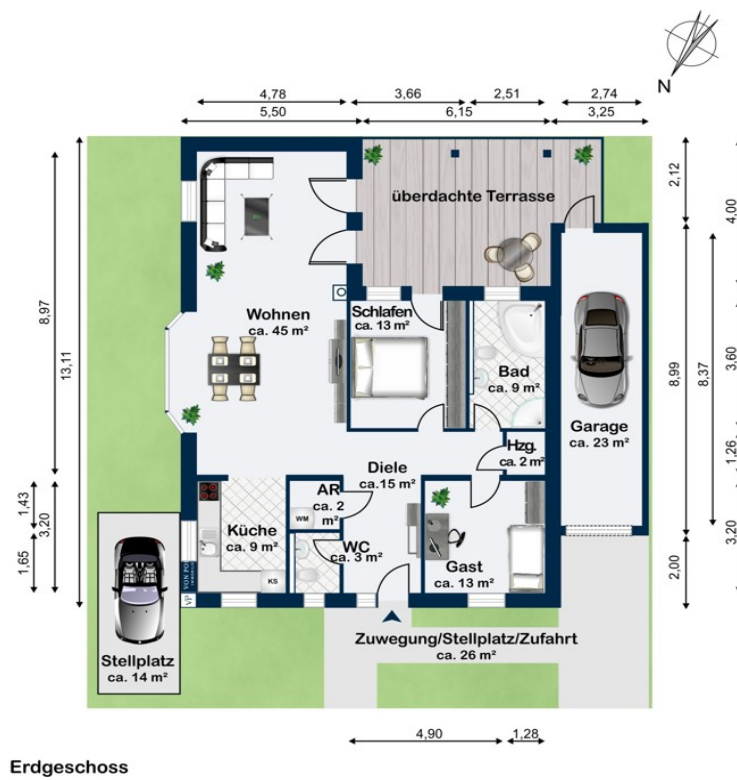 N
4,78
3,66
2,51
2,74
5,50
6,15
3,25
überdachte Terrasse
2,12
4,00
Wohnen
ca. 45 m²
Schlafen
ca. 13 m²
Bad
ca. 9 m²
Garage
ca. 23 m²
8,97
13,11
8,99
8,37
3,60
1,26
3,20
Hzg.
ca. 2 m²
Diele
ca.15 m²
AR
ca. 2
m²
WM
1,43
3,20
1,65
Küche
ca. 9 m²
KS
WC
ca. 3 m²
Gast
ca. 13 m²
2,00
VP
Stellplatz
ca. 14 m²
Zuwegung/Stellplatz/Zufahrt
ca. 26 m²
4,90
1,28
Erdgeschoss